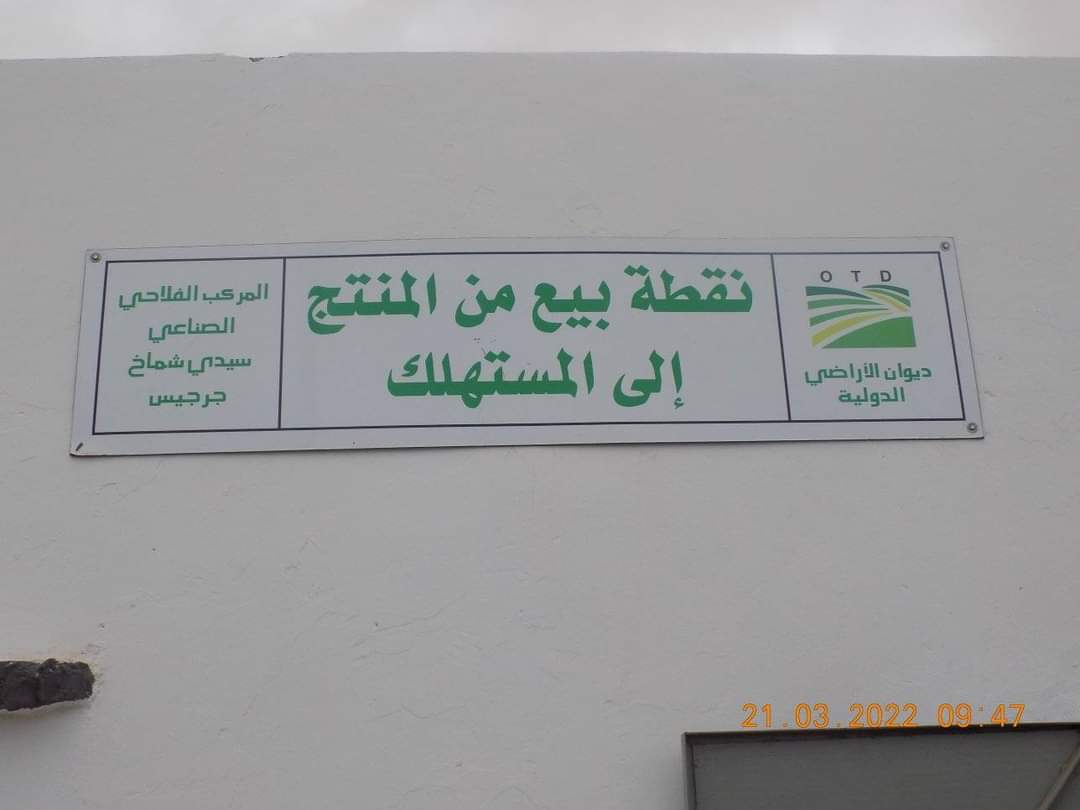 O T D
ديوان الأراضي
الدولية
نقطة بيع من المنتج
إلى المستهلك
المركب الفلاحي
الصناعي
سيدي شماخ
جرجيس
21.03.2022 09:47